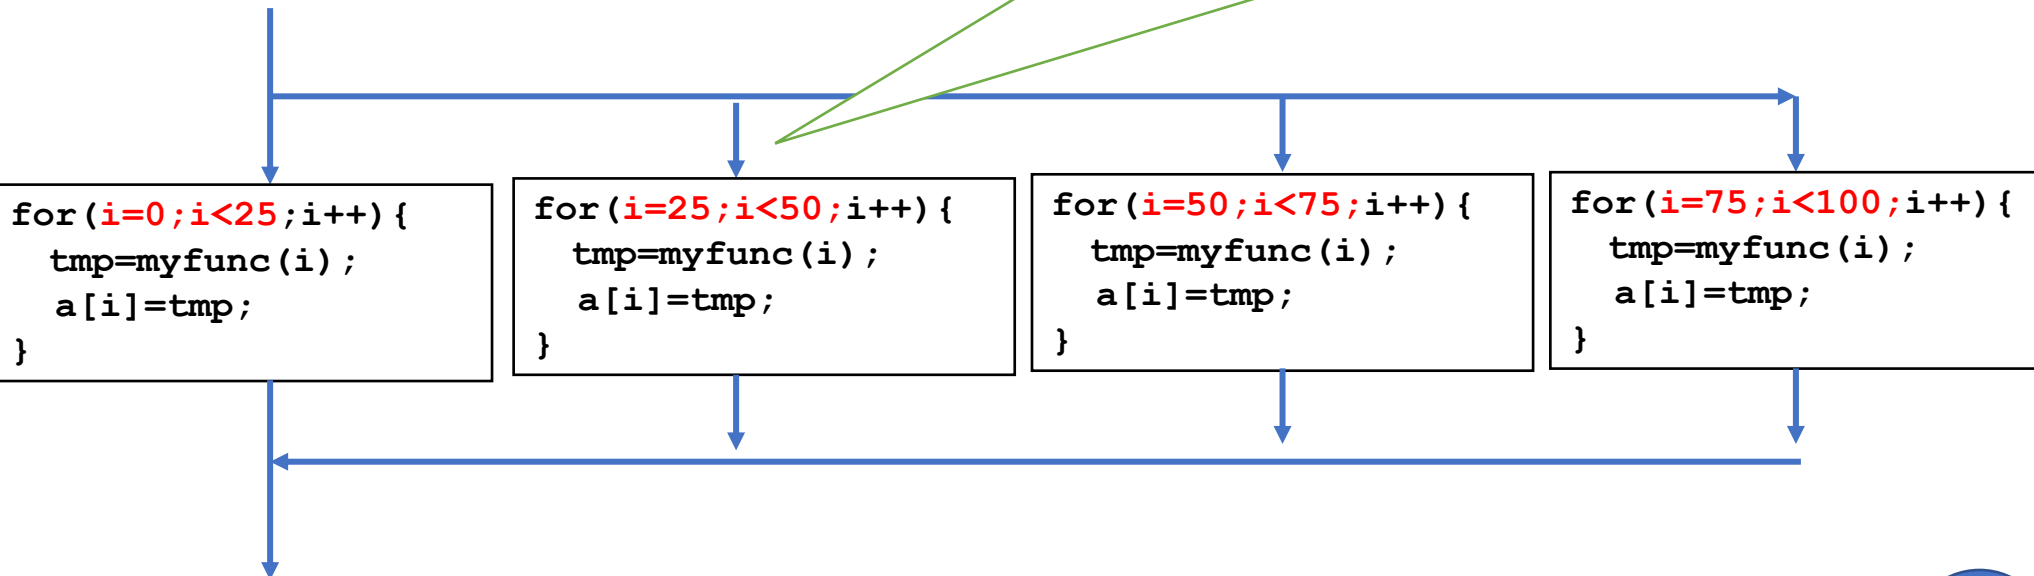 for(i=0;i<25;i++){
tmp=myfunc(i);
a[i]=tmp;
}
for(i=25;i<50;i++){
tmp=myfunc(i);
a[i]=tmp;
}
for(i=50;i<75;i++){
tmp=myfunc(i);
a[i]=tmp;
}
for(i=75;i<100;i++){
tmp=myfunc(i);
a[i]=tmp;
}